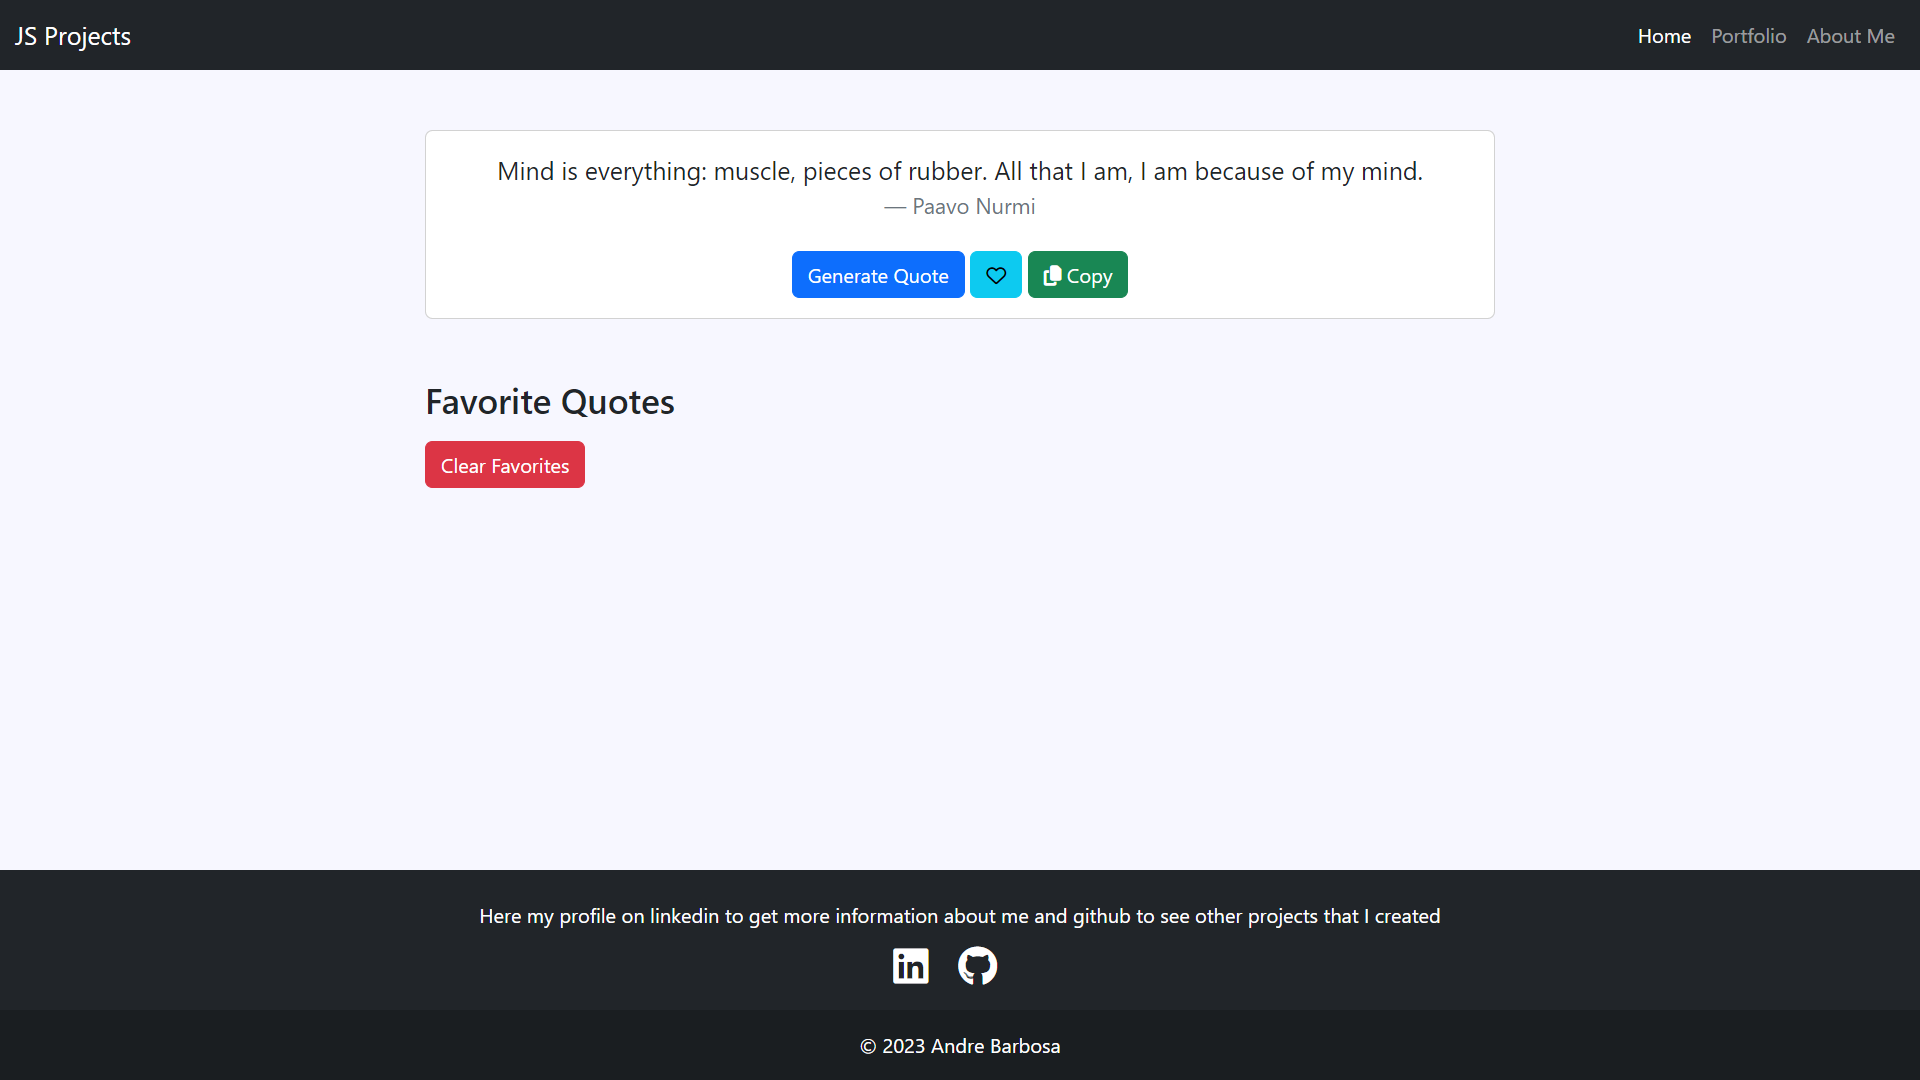 JS Projects
Home Portfolio About Me
Mind is everything: muscle, pieces of rubber. All that I am, I am because of my mind.
— Paavo Nurmi
Generate Quote Copy
Favorite Quotes
Clear Favorites
Here my profile on linkedin to get more information about me and github to see other projects that I created
in
© 2023 Andre Barbosa